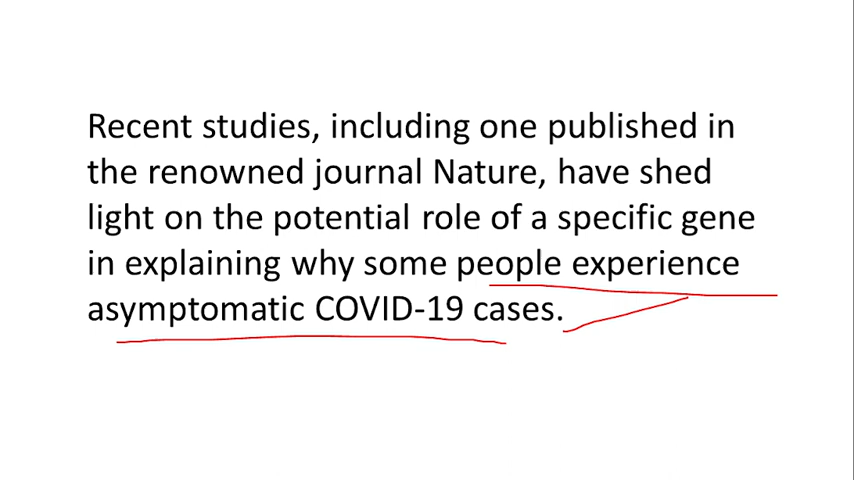 Recent studies, including one published in
the renowned journal Nature, have shed
light on the potential role of a specific gene
in explaining why some people experience
asymptomatic COVID-19 cases.